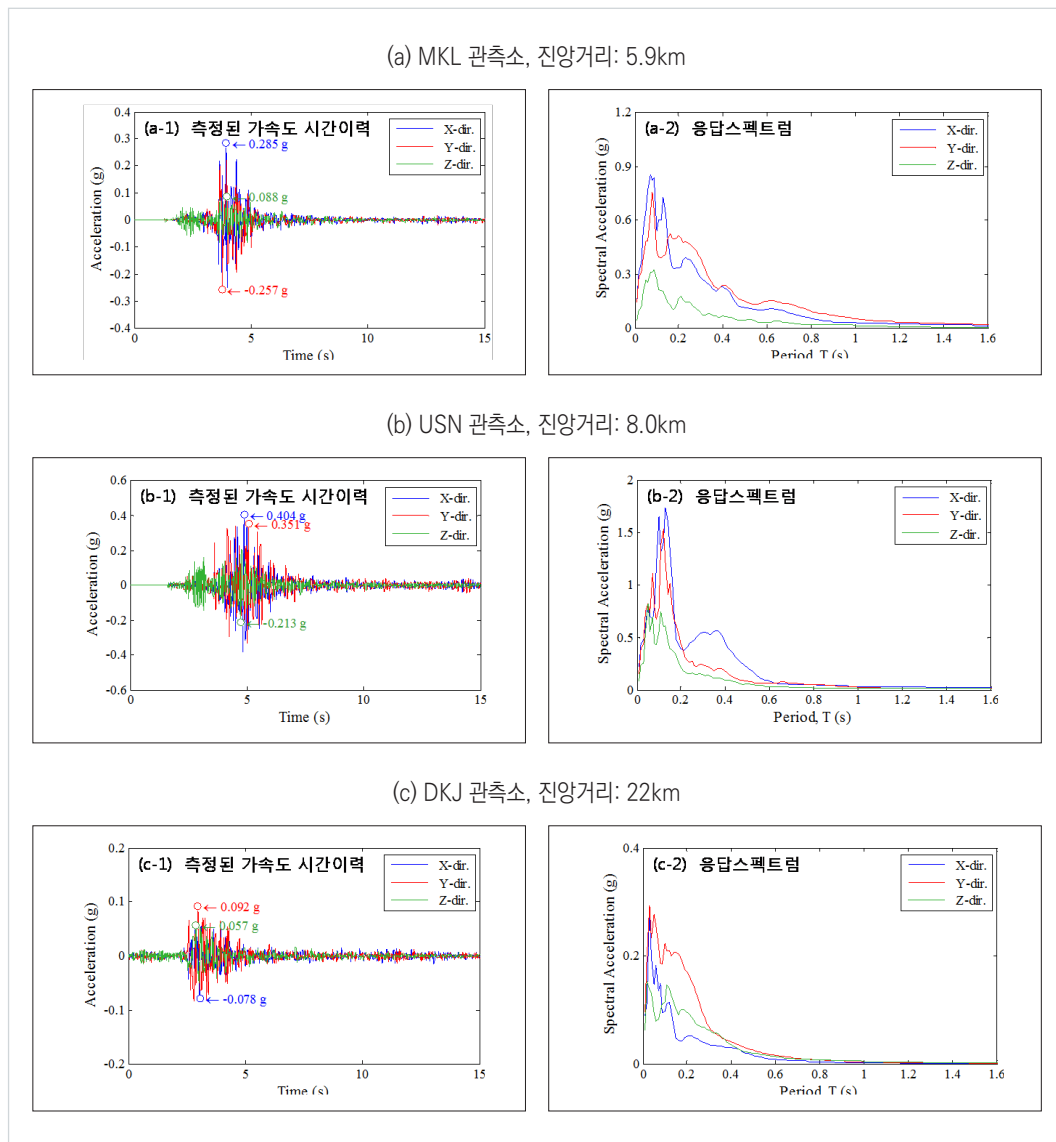 (a) MKL 관측소, 진앙거리: 5.9km
(a-1) 측정된 가속도 시간이력
X-dir.
Y-dir.
Z-dir.
← 0.285 g
0.088 g
← -0.257 g
Acceleration (g)
0.4
0.3
0.2
0.1
0
-0.1
-0.2
-0.3
-0.4
0 5 10 15
Time (s)
(a-2) 응답스펙트럼
X-dir.
Y-dir.
Z-dir.
Spectral Acceleration (g)
1.2
0.9
0.6
0.3
0
0 0.2 0.4 0.6 0.8 1 1.2 1.4 1.6
Period, T (s)
(b) USN 관측소, 진앙거리: 8.0km
(b-1) 측정된 가속도 시간이력
X-dir.
Y-dir.
Z-dir.
← 0.404 g
← 0.351 g
← -0.213 g
Acceleration (g)
0.6
0.4
0.2
0
-0.2
-0.4
-0.6
0 5 10 15
Time (s)
(b-2) 응답스펙트럼
X-dir.
Y-dir.
Z-dir.
Spectral Acceleration (g)
2
1.5
1
0.5
0
0 0.2 0.4 0.6 0.8 1 1.2 1.4 1.6
Period, T (s)
(c) DKJ 관측소, 진앙거리: 22km
(c-1) 측정된 가속도 시간이력
X-dir.
Y-dir.
Z-dir.
← 0.092 g
← 0.057 g
← -0.078 g
Acceleration (g)
0.2
0.1
0
-0.1
-0.2
0 5 10 15
Time (s)
(c-2) 응답스펙트럼
X-dir.
Y-dir.
Z-dir.
Spectral Acceleration (g)
0.4
0.2
0
0 0.2 0.4 0.6 0.8 1 1.2 1.4 1.6
Period, T (s)